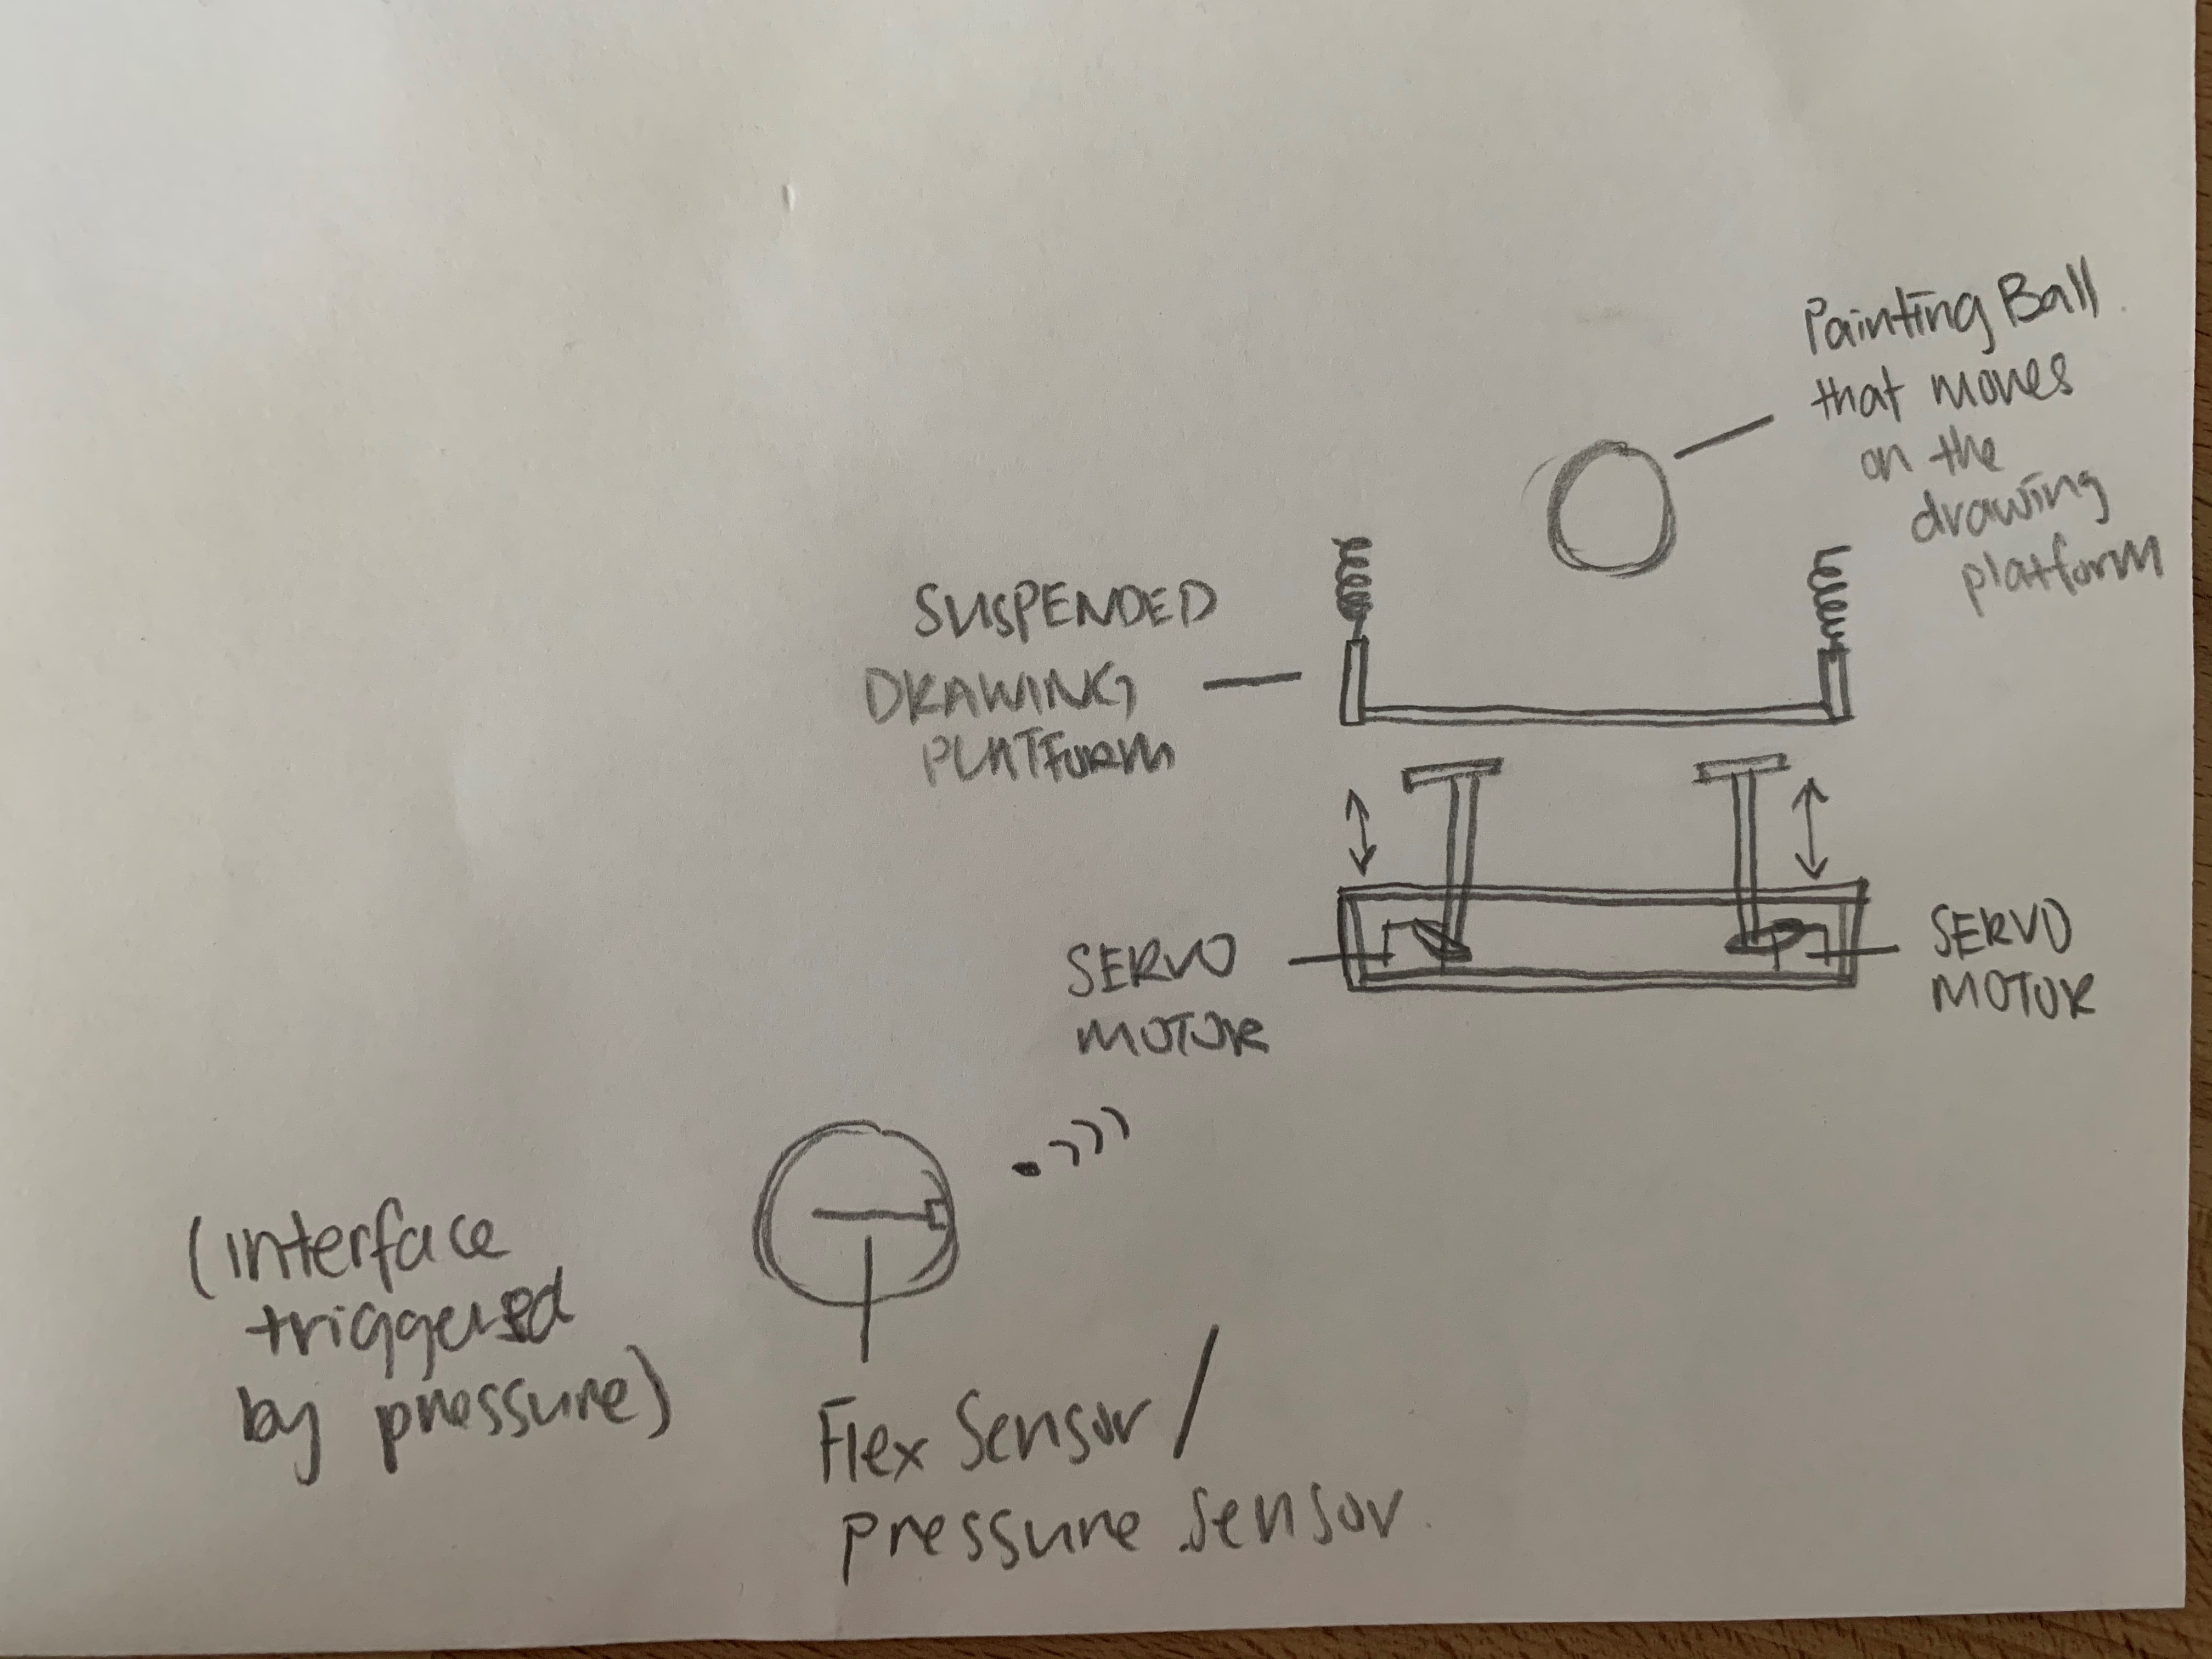 Painting Ball
that moves
on the
drawing
platform
SUSPENDED
DRAWING
PLATFORM
SERVO
MOTOR
SERVO
MOTOR
(interface
triggered
by pressure)
Flex Sensor /
pressure sensor.